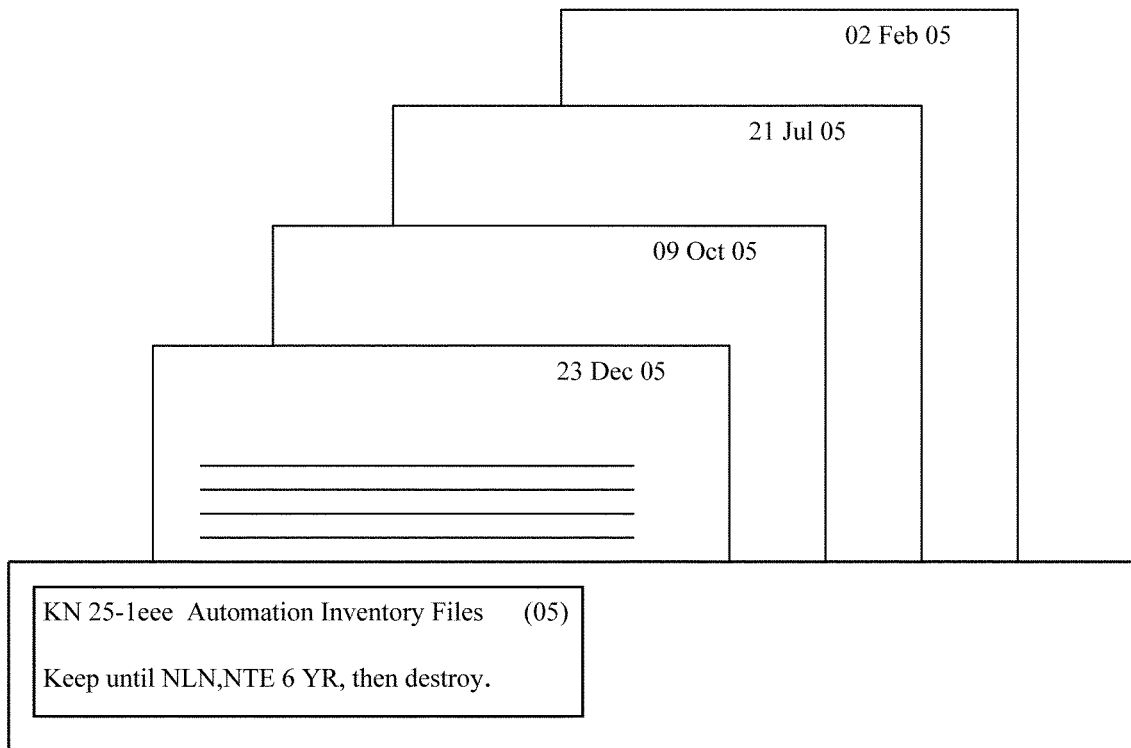 02 Feb 05
21 Jul 05
09 Oct 05
23 Dec 05
KN 25-1eee Automation Inventory Files (05)
Keep until NLN,NTE 6 YR, then destroy.